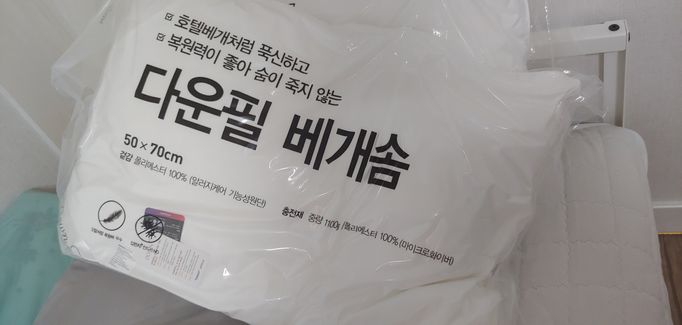 호텔베개처럼 푹신하고
복원력이 좋아 숨이 죽지 않는
다운필 베개솜
50×70cm
겉감 폴리에스터 100% (알러지케어 기능성원단)
충전재 중량 1100g /폴리에스터 100% (마이크로화이바)